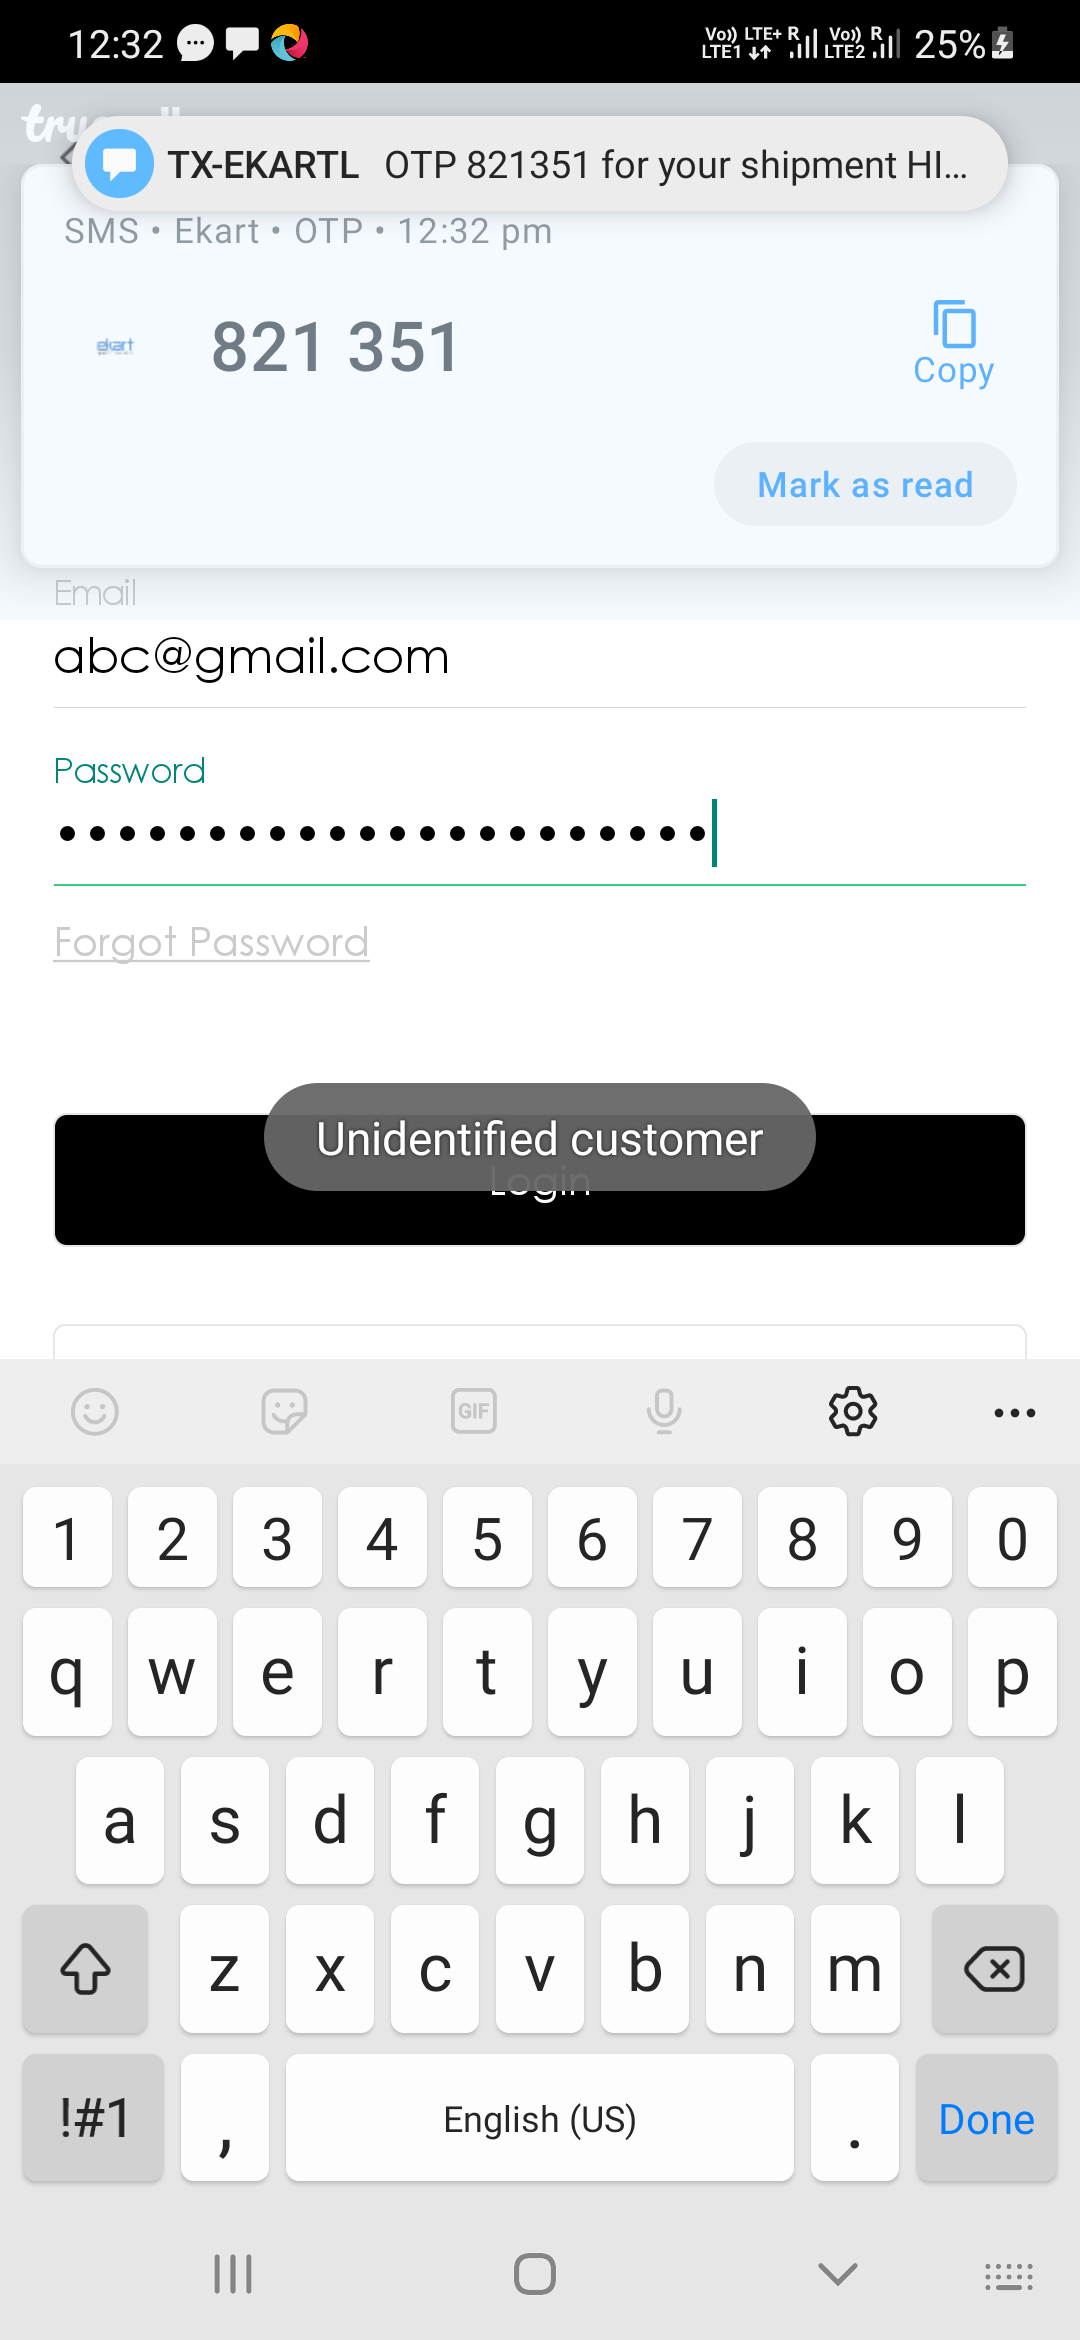 12:32
Vo)) LTE+ R Vo)) R 25%
LTE1 LTE2
TX-EKARTL OTP 821351 for your shipment HI...
SMS • Ekart • OTP • 12:32 pm
ekart
821 351
Copy
Mark as read
Email
abc@gmail.com
Password
••••••••••••••••••••••
Forgot Password
Unidentified customer
Login
GIF
1 2 3 4 5 6 7 8 9 0
q w e r t y u i o p
a s d f g h j k l
z x c v b n m
!#1 , English (US) . Done